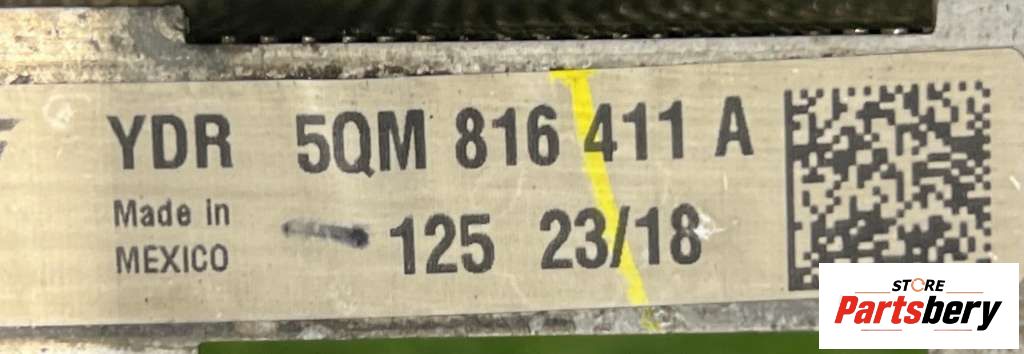 YDR 5QM 816 411 A
Made in
MEXICO
125 23/18
STORE
Partsbery